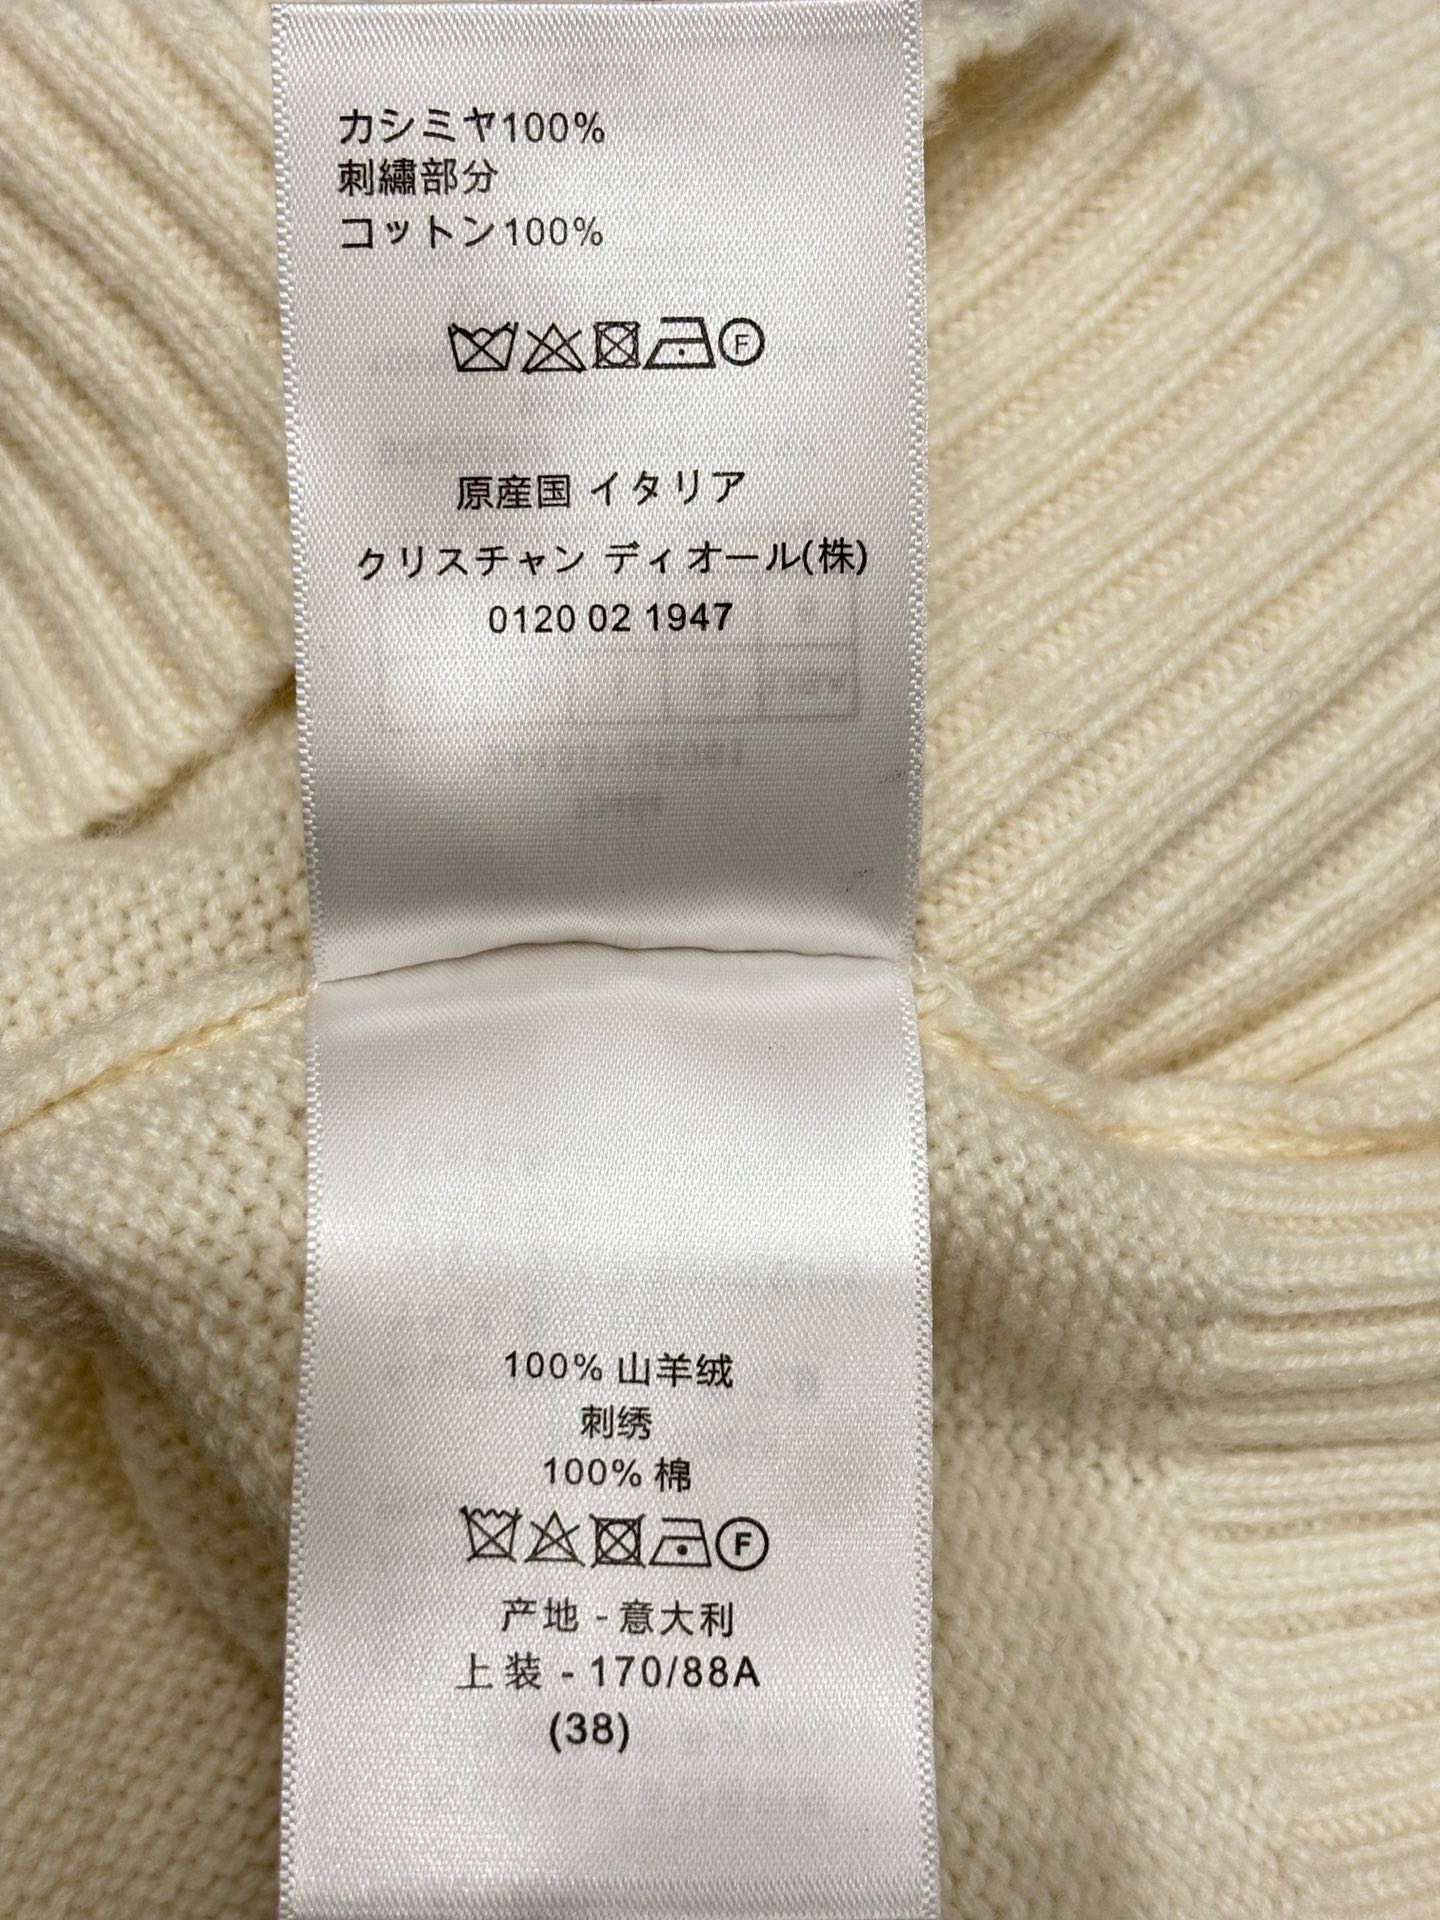 カシミヤ100%
刺繡部分
コットン100%
F
原産国 イタリア
クリスチャン ディオール(株)
0120 02 1947
100% 山羊绒
刺绣
100% 棉
F
产地 - 意大利
上装 - 170/88A
(38)